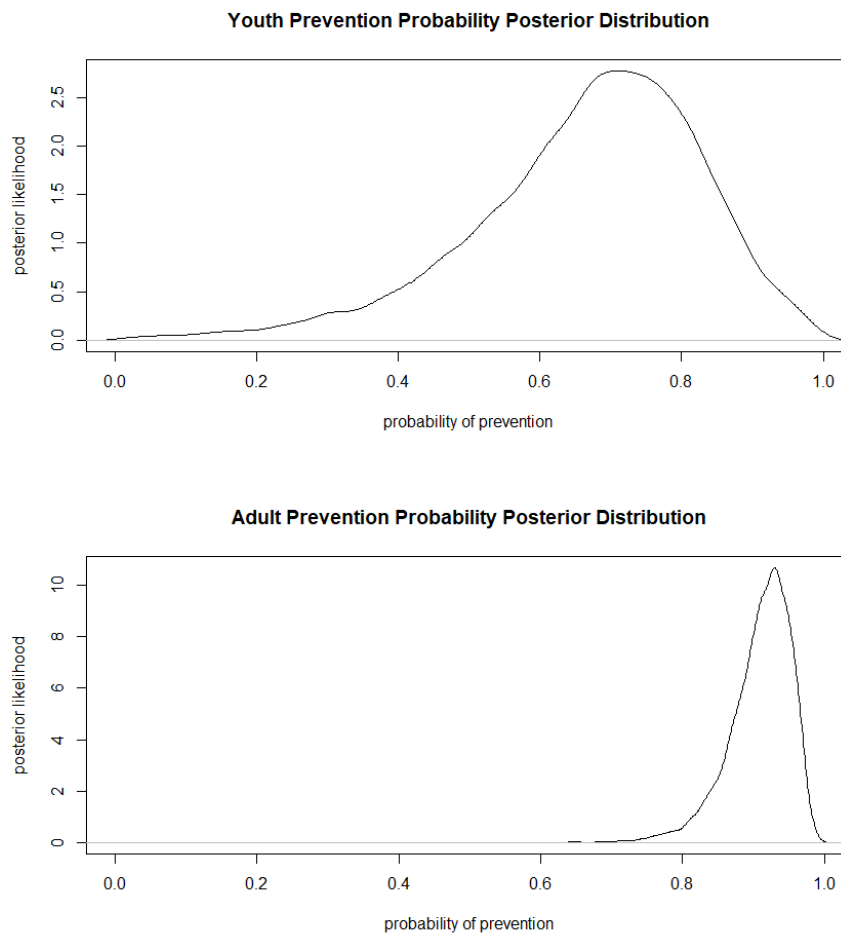 Youth Prevention Probability Posterior Distribution
posterior likelihood
2.5
2.0
1.5
1.0
0.5
0.0
0.0 0.2 0.4 0.6 0.8 1.0
probability of prevention
Adult Prevention Probability Posterior Distribution
posterior likelihood
10
8
6
4
2
0
0.0 0.2 0.4 0.6 0.8 1.0
probability of prevention